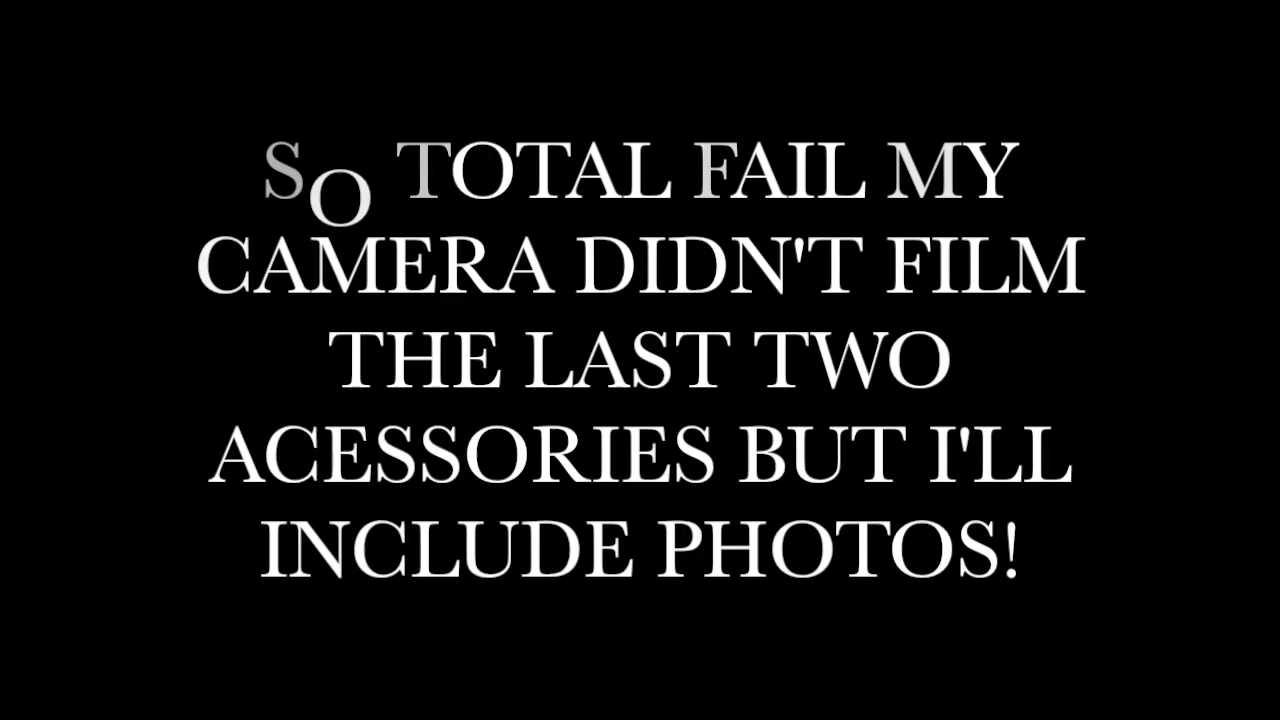 SO TOTAL FAIL MY
CAMERA DIDN'T FILM
THE LAST TWO
ACESSORIES BUT I'LL
INCLUDE PHOTOS!